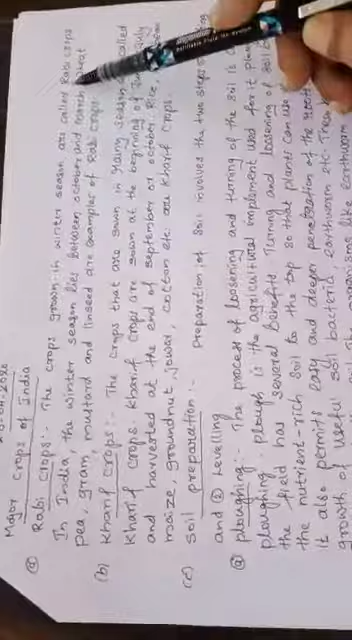 Major crops of India
(a) Rabi crops:- The crops grown in winter season are called Rabi crops
In India, the winter season lies between october and march wheat
pea, gram, mustard and linseed are examples of Rabi crops.
(b) Kharif crops:- The crops that are sown in rainy season called
Kharif crops. Kharif crops are sown at the beginning of July
and harvested at the end of september or october Rice,
maize, groundnut, jowar, cotton etc are kharif crops.
(c) Soil preparation:- Preparation of soil involves the two steps
and ② Levelling
(a) ploughing:- The process of loosening and turning of the soil is
ploughing. plough is the agricultural implement used for it
the field has several benefits Turning and loosening of soil
the nutrient-rich soil to the top so that plants can use
It also permits easy and deeper penetration of the roots
growth of useful soil bacteria, earthworm etc.
organisms like earthworm